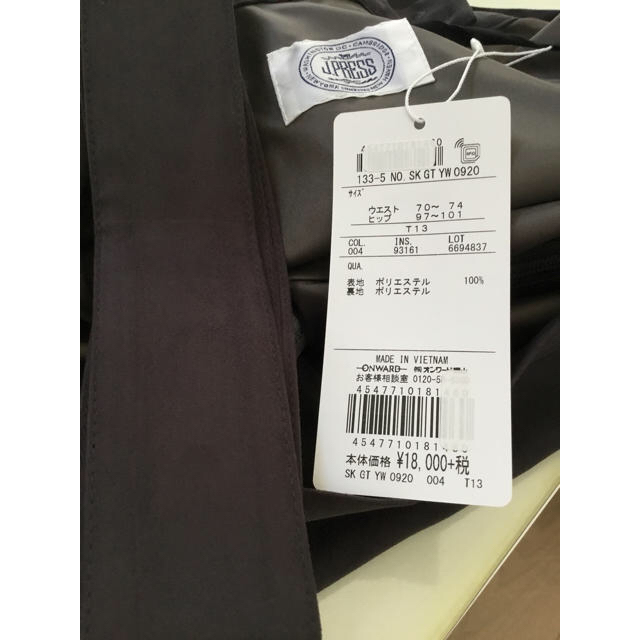 J.PRESS
133-5 NO. SK GT YW 0920
サイズ
ウエスト 70~ 74
ヒップ 97~101
T13
COL. INS. LOT
004 93161 6694837
QUA.
表地 ポリエステル 100%
裏地 ポリエステル
MADE IN VIETNAM
ONWARD
お客様相談室 0120-5
4547710181
本体価格 ¥18,000+税
SK GT YW 0920 004 T13